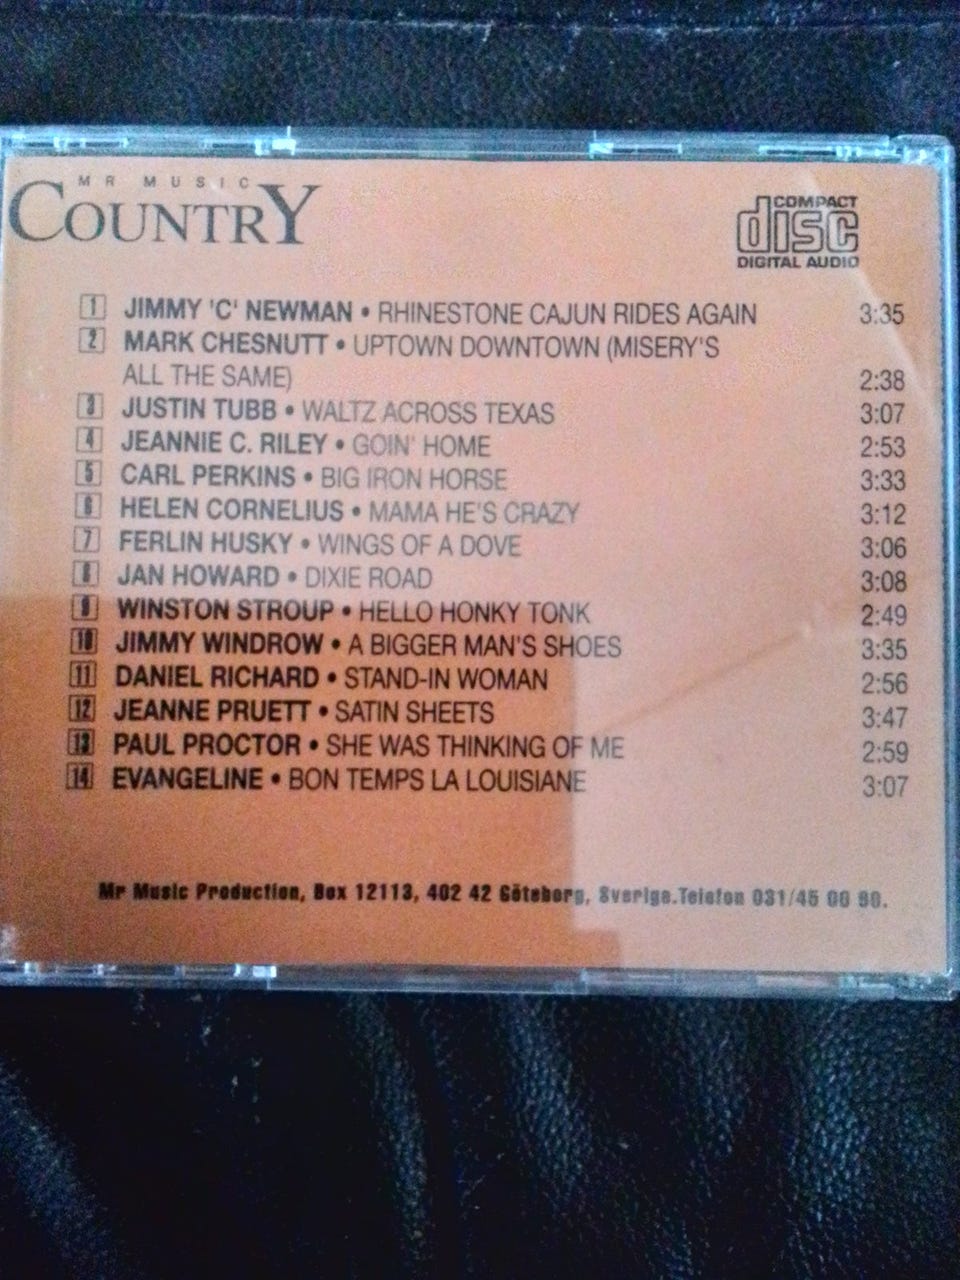 MR MUSIC
COUNTRY
COMPACT
disc
DIGITAL AUDIO
1 JIMMY 'C' NEWMAN • RHINESTONE CAJUN RIDES AGAIN 3:35
2 MARK CHESNUTT • UPTOWN DOWNTOWN (MISERY'S
ALL THE SAME) 2:38
3 JUSTIN TUBB • WALTZ ACROSS TEXAS 3:07
4 JEANNIE C. RILEY • GOIN' HOME 2:53
5 CARL PERKINS • BIG IRON HORSE 3:33
6 HELEN CORNELIUS • MAMA HE'S CRAZY 3:12
7 FERLIN HUSKY • WINGS OF A DOVE 3:06
8 JAN HOWARD • DIXIE ROAD 3:08
9 WINSTON STROUP • HELLO HONKY TONK 2:49
10 JIMMY WINDROW • A BIGGER MAN'S SHOES 3:35
11 DANIEL RICHARD • STAND-IN WOMAN 2:56
12 JEANNE PRUETT • SATIN SHEETS 3:47
13 PAUL PROCTOR • SHE WAS THINKING OF ME 2:59
14 EVANGELINE • BON TEMPS LA LOUISIANE 3:07
Mr Music Production, Box 12113, 402 42 Göteborg, Sverige.Telefon 031/45